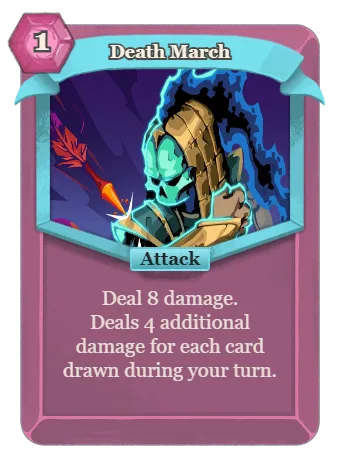 1
Death March
Attack
Deal 8 damage.
Deals 4 additional
damage for each card
drawn during your turn.